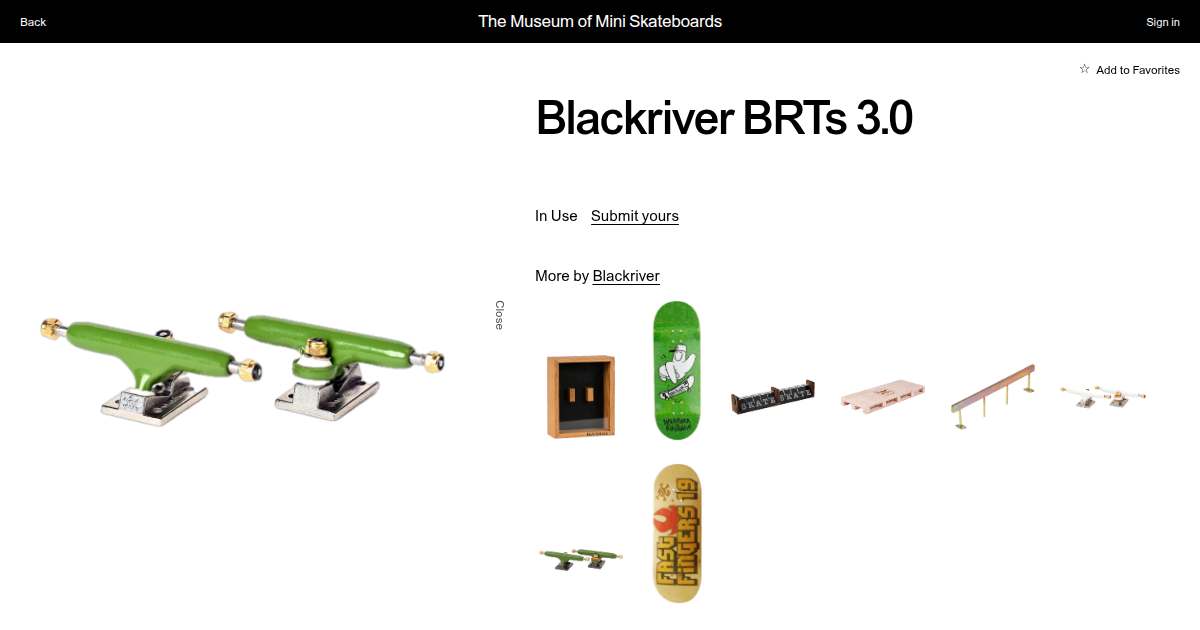 Back
The Museum of Mini Skateboards
Sign in
☆ Add to Favorites
Blackriver BRTs 3.0
In Use Submit yours
More by Blackriver
Close
SKATE SKATE
FAST
FINGERS 19